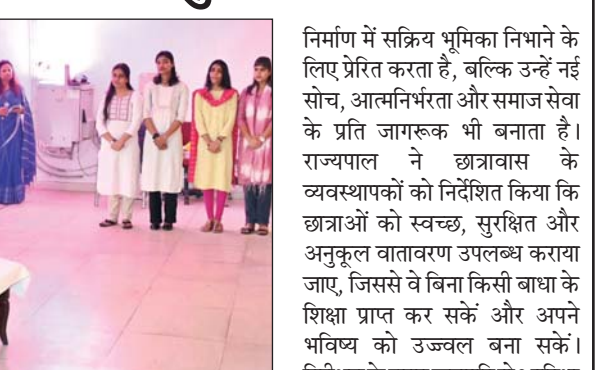 निर्माण में सक्रिय भूमिका निभाने के
लिए प्रेरित करता है, बल्कि उन्हें नई
सोच, आत्मनिर्भरता और समाज सेवा
के प्रति जागरूक भी बनाता है।
राज्यपाल ने छात्रावास के
व्यवस्थापकों को निर्देशित किया कि
छात्राओं को स्वच्छ, सुरक्षित और
अनुकूल वातावरण उपलब्ध कराया
जाए, जिससे वे बिना किसी बाधा के
शिक्षा प्राप्त कर सकें और अपने
भविष्य को उज्ज्वल बना सकें।